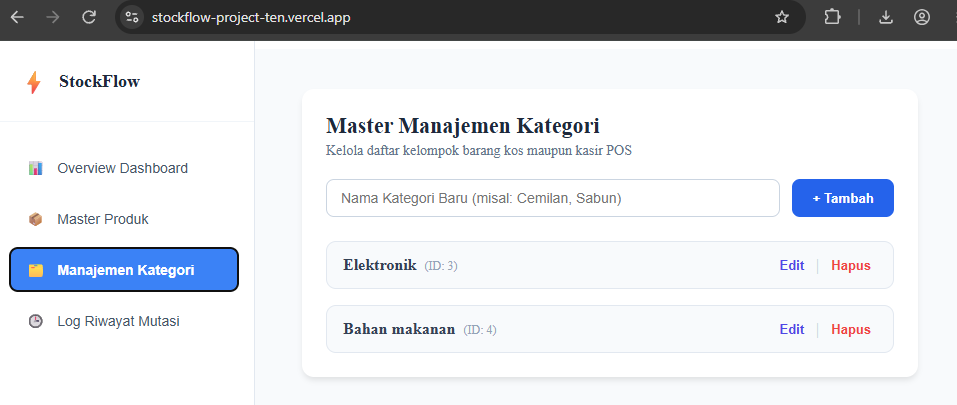 stockflow-project-ten.vercel.app
StockFlow
Overview Dashboard
Master Produk
Manajemen Kategori
Log Riwayat Mutasi
Master Manajemen Kategori
Kelola daftar kelompok barang kos maupun kasir POS
Nama Kategori Baru (misal: Cemilan, Sabun)
+ Tambah
Elektronik (ID: 3) Edit | Hapus
Bahan makanan (ID: 4) Edit | Hapus